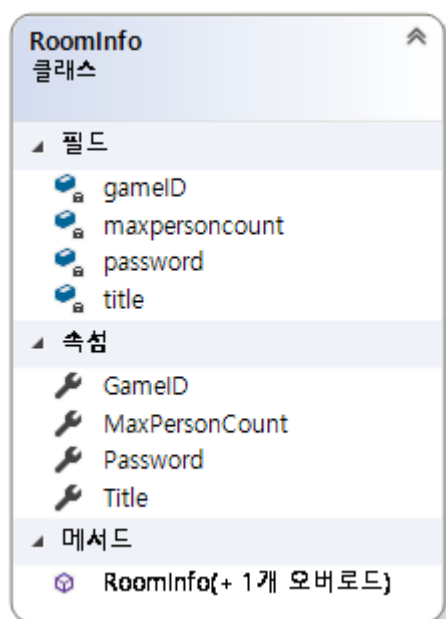 RoomInfo
클래스
필드
gameID
maxpersoncount
password
title
속성
GameID
MaxPersonCount
Password
Title
메서드
RoomInfo(+ 1개 오버로드)